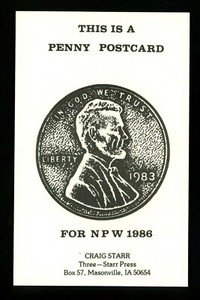 THIS IS A
PENNY POSTCARD
IN GOD WE TRUST
LIBERTY
1983
FOR NPW 1986
CRAIG STARR
Three—Starr Press
Box 57, Masonville, IA 50654